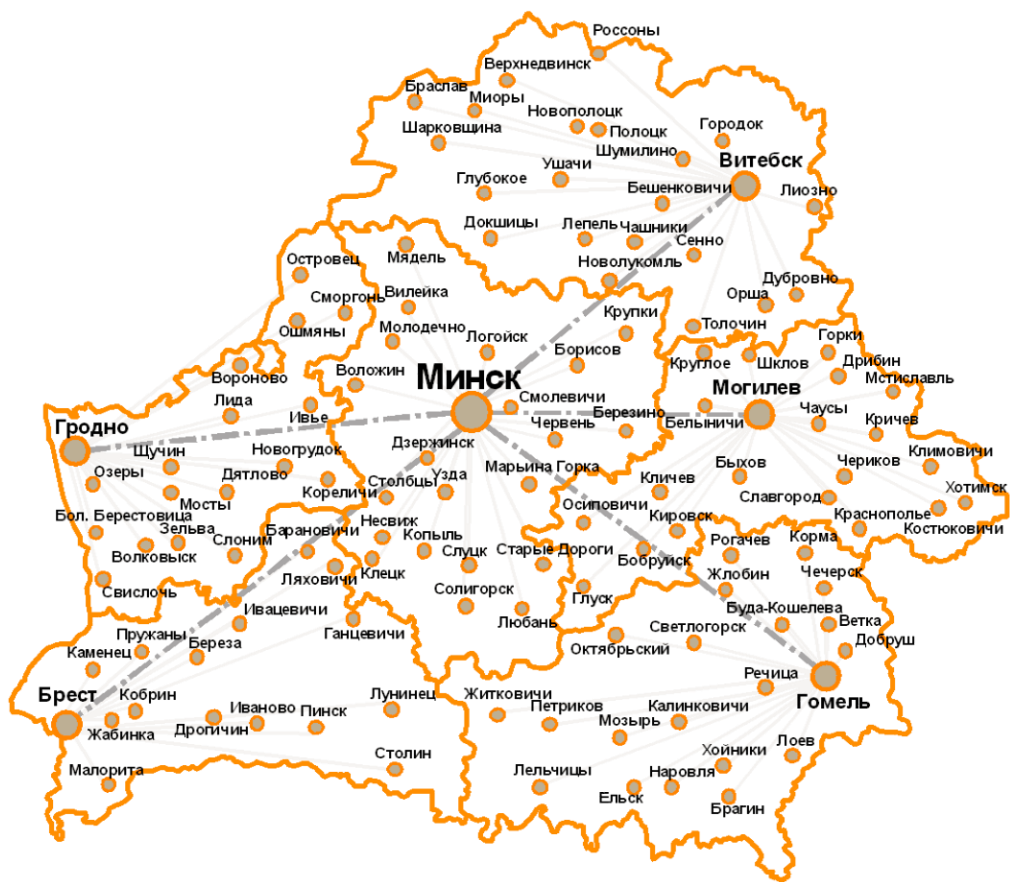 Россоны
Верхнедвинск
Браслав
Миоры
Новополоцк
Шарковщина
Полоцк
Городок
Шумилино
Витебск
Ушачи
Глубокое
Бешенковичи
Лиозно
Докшицы
Лепель
Чашники
Сенно
Мядель
Островец
Новолукомль
Дубровно
Вилейка
Орша
Сморгонь
Крупки
Толочин
Ошмяны
Молодечно
Логойск
Горки
Борисов
Круглое
Шклов
Дрибин
Воложин
Минск
Вороново
Могилев
Мстиславль
Лида
Смолевичи
Ивье
Березино
Чаусы
Гродно
Червень
Белыничи
Кричев
Дзержинск
Щучин
Новогрудок
Климовичи
Озеры
Дятлово
Столбцы
Узда
Марьина Горка
Быхов
Чериков
Кореличи
Кличев
Хотимск
Мосты
Славгород
Осиповичи
Бол. Берестовица
Краснополье
Зельва
Барановичи
Несвиж
Кировск
Костюковичи
Слоним
Копыль
Рогачев
Корма
Волковыск
Слуцк
Старые Дороги
Бобруйск
Ляховичи
Клецк
Жлобин
Чечерск
Свислочь
Солигорск
Глуск
Ивацевичи
Буда-Кошелева
Любань
Ветка
Пружаны
Береза
Ганцевичи
Светлогорск
Добруш
Каменец
Октябрьский
Речица
Брест
Кобрин
Лунинец
Житковичи
Гомель
Иваново
Пинск
Петриков
Калинковичи
Жабинка
Дрогичин
Мозырь
Лоев
Столин
Хойники
Малорита
Лельчицы
Наровля
Ельск
Брагин